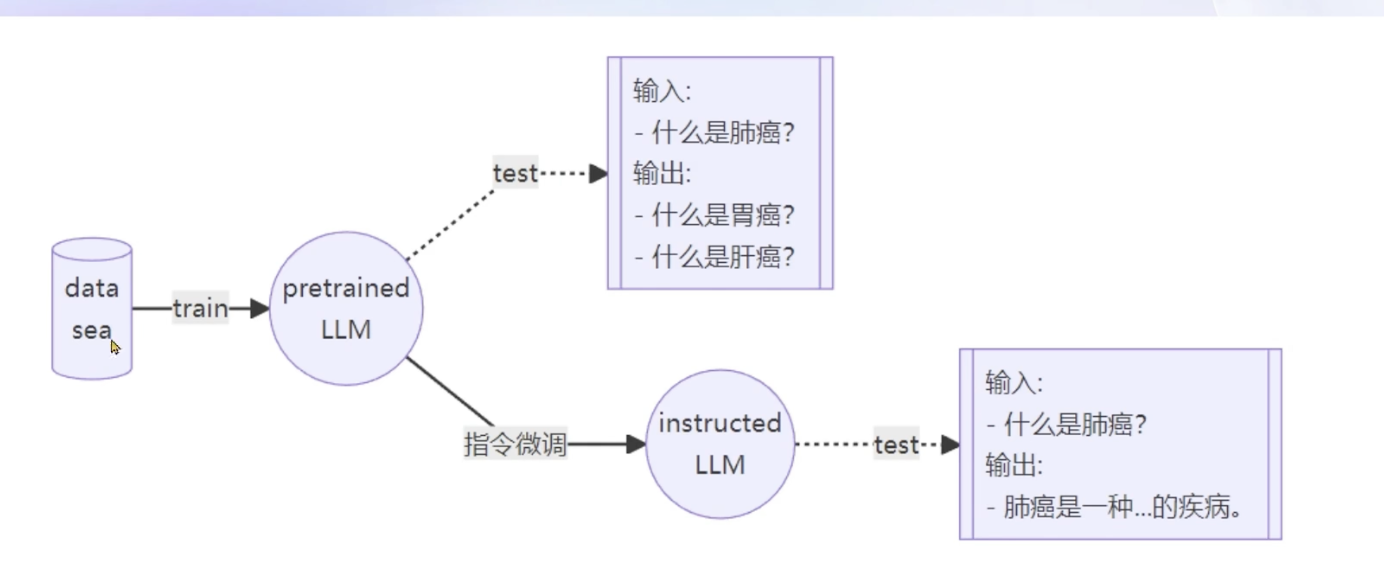 data
sea
train
pretrained
LLM
test
输入:
- 什么是肺癌?
输出:
- 什么是胃癌?
- 什么是肝癌?
指令微调
instructed
LLM
test
输入:
- 什么是肺癌?
输出:
- 肺癌是一种...的疾病。